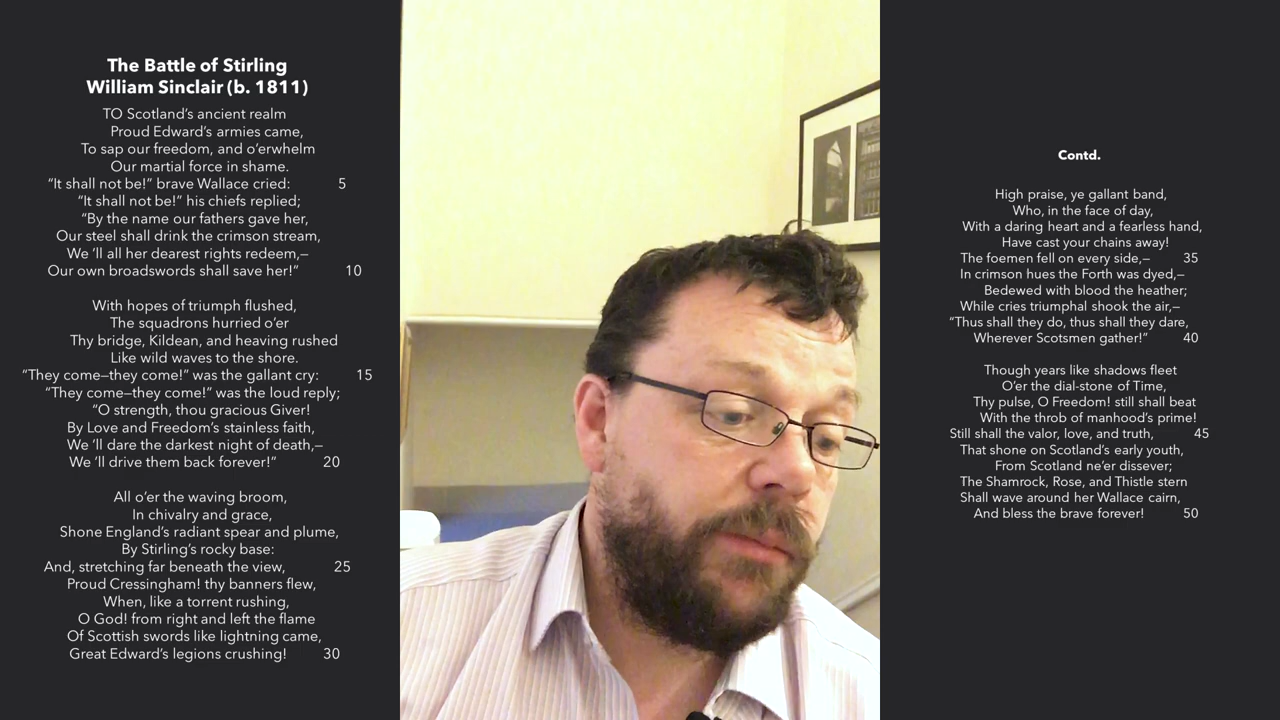 The Battle of Stirling
William Sinclair (b. 1811)
TO Scotland’s ancient realm
Proud Edward’s armies came,
To sap our freedom, and o’erwhelm
Our martial force in shame.
“It shall not be!” brave Wallace cried: 5
“It shall not be!” his chiefs replied;
“By the name our fathers gave her,
Our steel shall drink the crimson stream,
We ’ll all her dearest rights redeem,—
Our own broadswords shall save her!” 10
With hopes of triumph flushed,
The squadrons hurried o’er
Thy bridge, Kildean, and heaving rushed
Like wild waves to the shore.
“They come—they come!” was the gallant cry: 15
“They come—they come!” was the loud reply;
“O strength, thou gracious Giver!
By Love and Freedom’s stainless faith,
We ’ll dare the darkest night of death,—
We ’ll drive them back forever!” 20
All o’er the waving broom,
In chivalry and grace,
Shone England’s radiant spear and plume,
By Stirling’s rocky base:
And, stretching far beneath the view, 25
Proud Cressingham! thy banners flew,
When, like a torrent rushing,
O God! from right and left the flame
Of Scottish swords like lightning came,
Great Edward’s legions crushing! 30
Contd.
High praise, ye gallant band,
Who, in the face of day,
With a daring heart and a fearless hand,
Have cast your chains away!
The foemen fell on every side,— 35
In crimson hues the Forth was dyed,—
Bedewed with blood the heather;
While cries triumphal shook the air,—
“Thus shall they do, thus shall they dare,
Wherever Scotsmen gather!” 40
Though years like shadows fleet
O’er the dial-stone of Time,
Thy pulse, O Freedom! still shall beat
With the throb of manhood’s prime!
Still shall the valor, love, and truth, 45
That shone on Scotland’s early youth,
From Scotland ne’er dissever;
The Shamrock, Rose, and Thistle stern
Shall wave around her Wallace cairn,
And bless the brave forever! 50